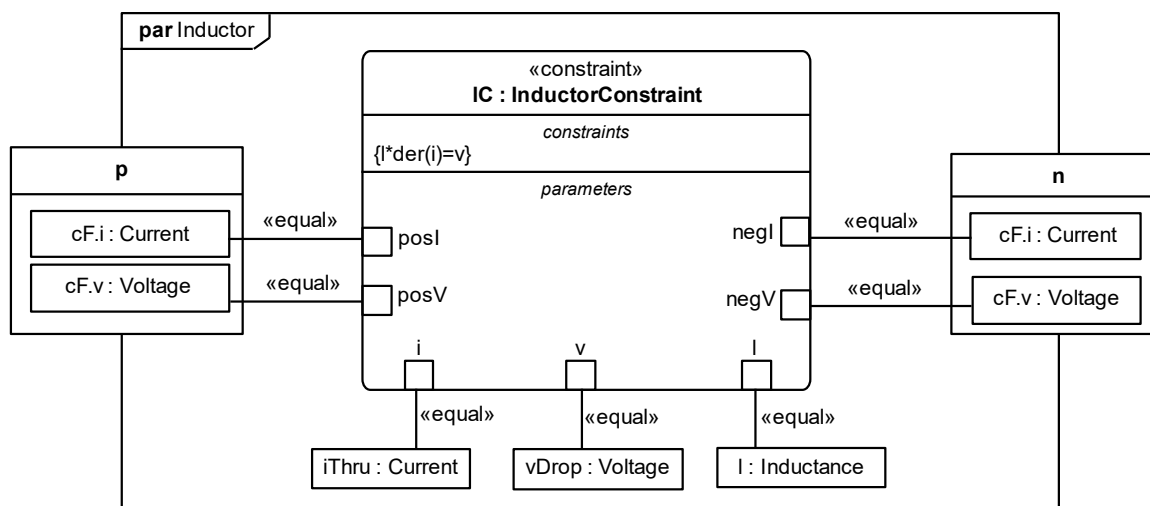 par Inductor
«constraint»
IC : InductorConstraint
constraints
{l*der(i)=v}
parameters
p
cF.i : Current
cF.v : Voltage
«equal»
«equal»
posI
posV
negI
negV
«equal»
«equal»
n
cF.i : Current
cF.v : Voltage
i
v
l
«equal»
«equal»
«equal»
iThru : Current
vDrop : Voltage
l : Inductance